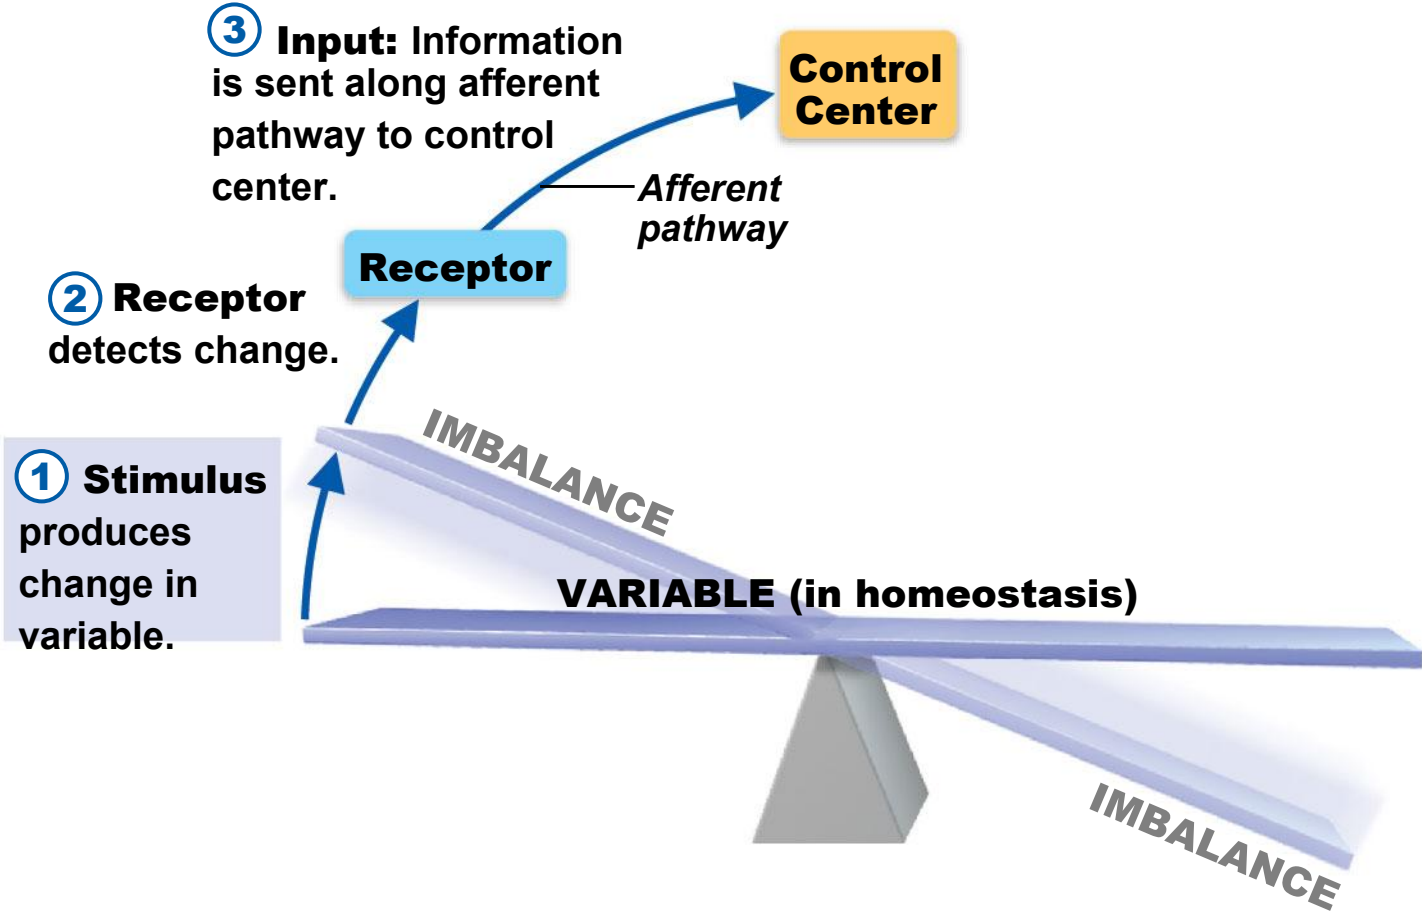 3 Input: Information
is sent along afferent
pathway to control
center.
Control
Center
Afferent
pathway
Receptor
2 Receptor
detects change.
IMBALANCE
1 Stimulus
produces
change in
variable.
VARIABLE (in homeostasis)
IMBALANCE